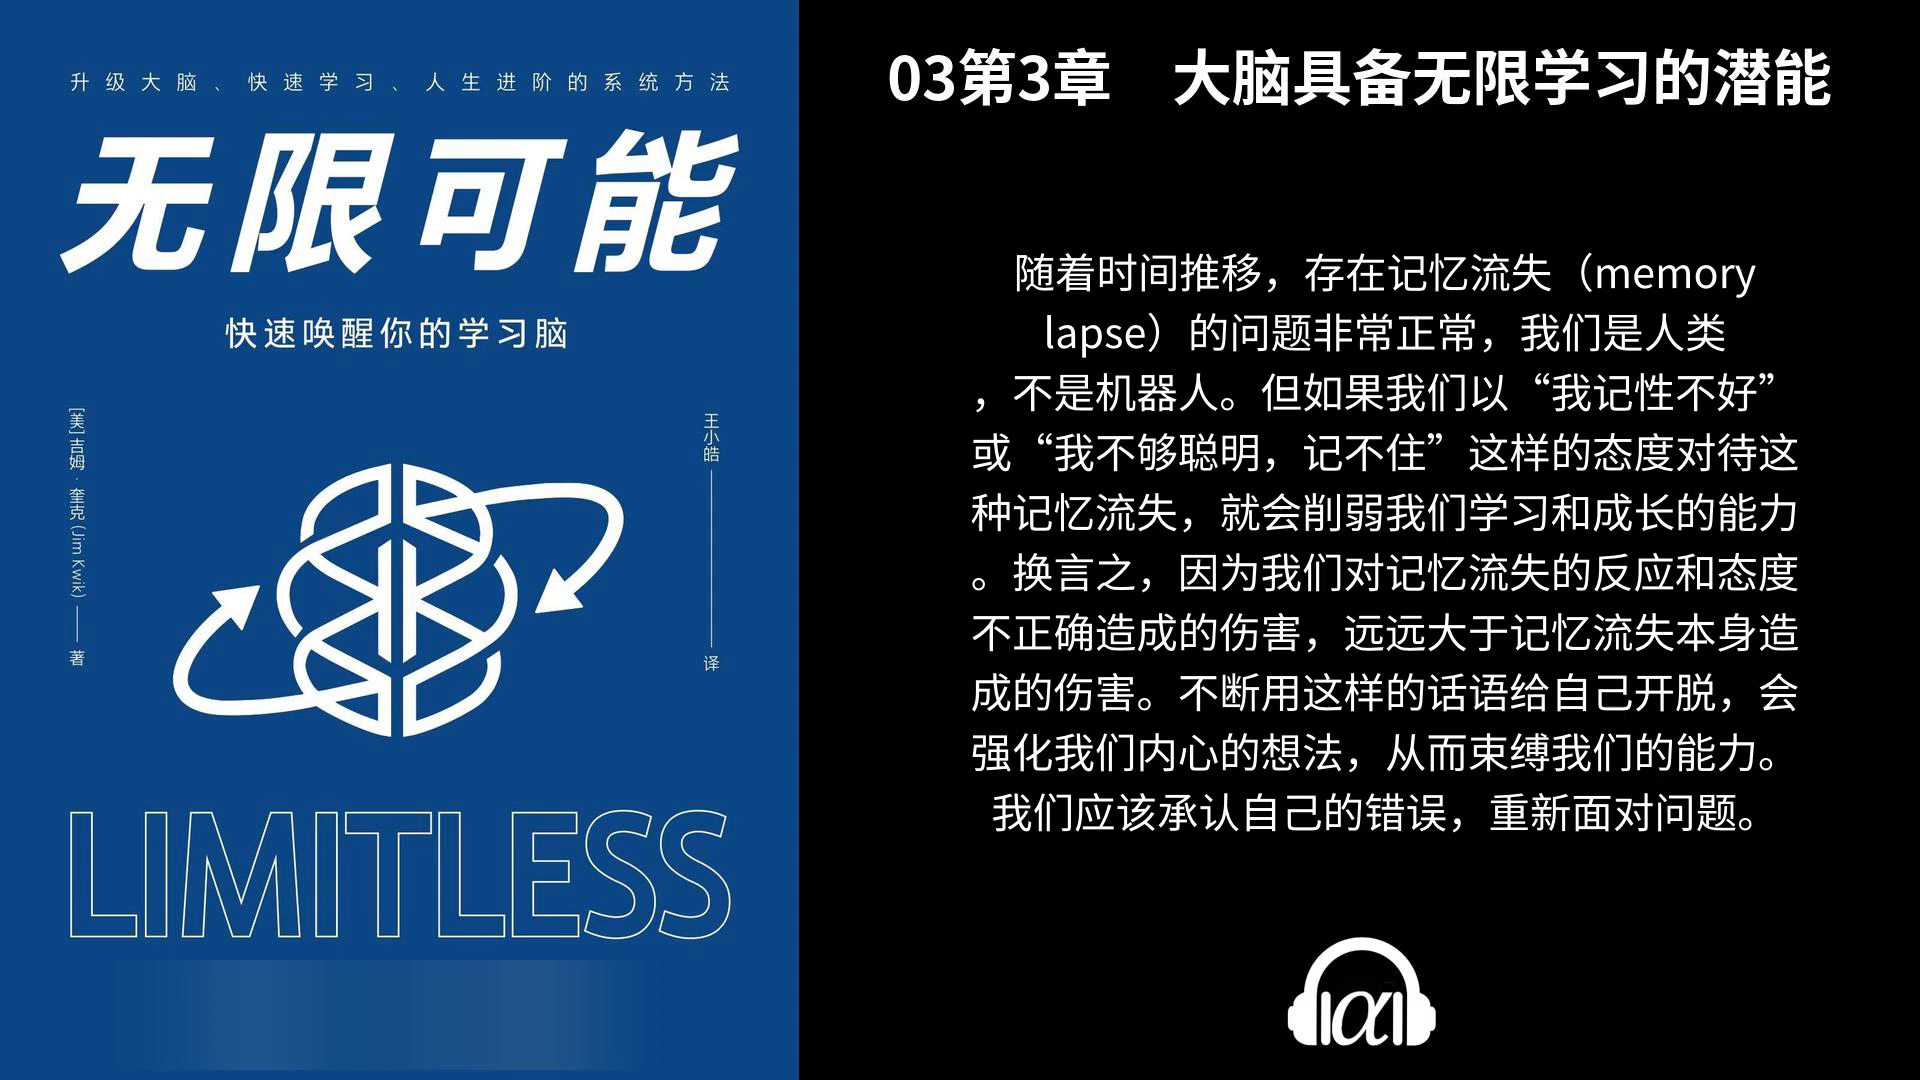 升级大脑、快速学习、人生进阶的系统方法
无限可能
快速唤醒你的学习脑
[美]吉姆·奎克(Jim Kwik)——著
王小皓——译
LIMITLESS
03第3章 大脑具备无限学习的潜能
随着时间推移，存在记忆流失（memory
lapse）的问题非常正常，我们是人类
，不是机器人。但如果我们以“我记性不好”
或“我不够聪明，记不住”这样的态度对待这
种记忆流失，就会削弱我们学习和成长的能力
。换言之，因为我们对记忆流失的反应和态度
不正确造成的伤害，远远大于记忆流失本身造
成的伤害。不断用这样的话语给自己开脱，会
强化我们内心的想法，从而束缚我们的能力。
我们应该承认自己的错误，重新面对问题。